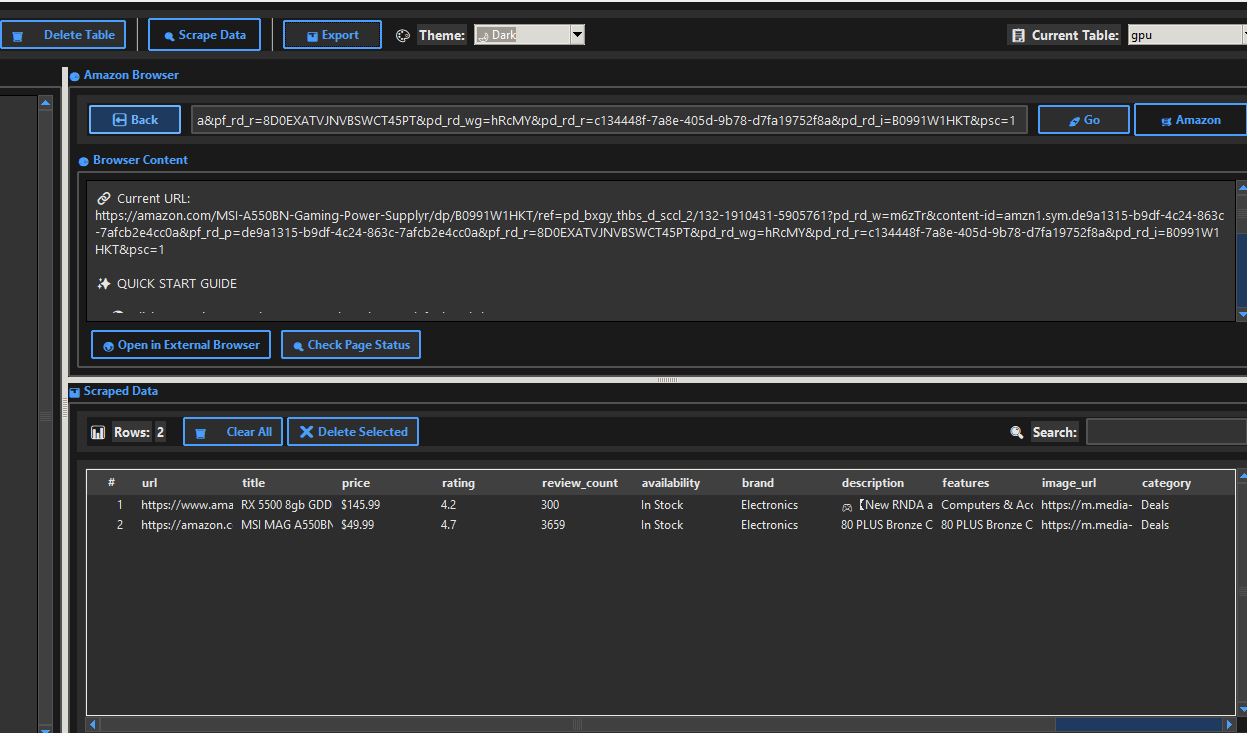 Delete Table
Scrape Data
Export
Theme:
Dark
Current Table:
gpu
Amazon Browser
Back
a&pf_rd_r=8D0EXATVJNVBSWCT45PT&pd_rd_wg=hRcMY&pd_rd_r=c134448f-7a8e-405d-9b78-d7fa19752f8a&pd_rd_i=B0991W1HKT&psc=1
Go
Amazon
Browser Content
Current URL:
https://amazon.com/MSI-A550BN-Gaming-Power-Supplyr/dp/B0991W1HKT/ref=pd_bxgy_thbs_d_sccl_2/132-1910431-5905761?pd_rd_w=m6zTr&content-id=amzn1.sym.de9a1315-b9df-4c24-863c
-7afcb2e4cc0a&pf_rd_p=de9a1315-b9df-4c24-863c-7afcb2e4cc0a&pf_rd_r=8D0EXATVJNVBSWCT45PT&pd_rd_wg=hRcMY&pd_rd_r=c134448f-7a8e-405d-9b78-d7fa19752f8a&pd_rd_i=B0991W1
HKT&psc=1
QUICK START GUIDE
Open in External Browser
Check Page Status
Scraped Data
Rows: 2
Clear All
Delete Selected
Search:
# url title price rating review_count availability brand description features image_url category
1 https://www.ama RX 5500 8gb GDD $145.99 4.2 300 In Stock Electronics 🎮【New RNDA a Computers & Acc https://m.media- Deals
2 https://amazon.c MSI MAG A550BN $49.99 4.7 3659 In Stock Electronics 80 PLUS Bronze C 80 PLUS Bronze C https://m.media- Deals